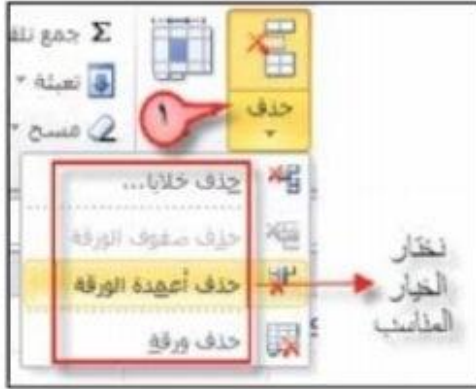 Σ جمع تلق
تعبئة
مسح
١
حذف
حذف خلايا...
حذف صفوف الورقة
حذف أعمدة الورقة
حذف ورقة
نختار
الخيار
المناسب